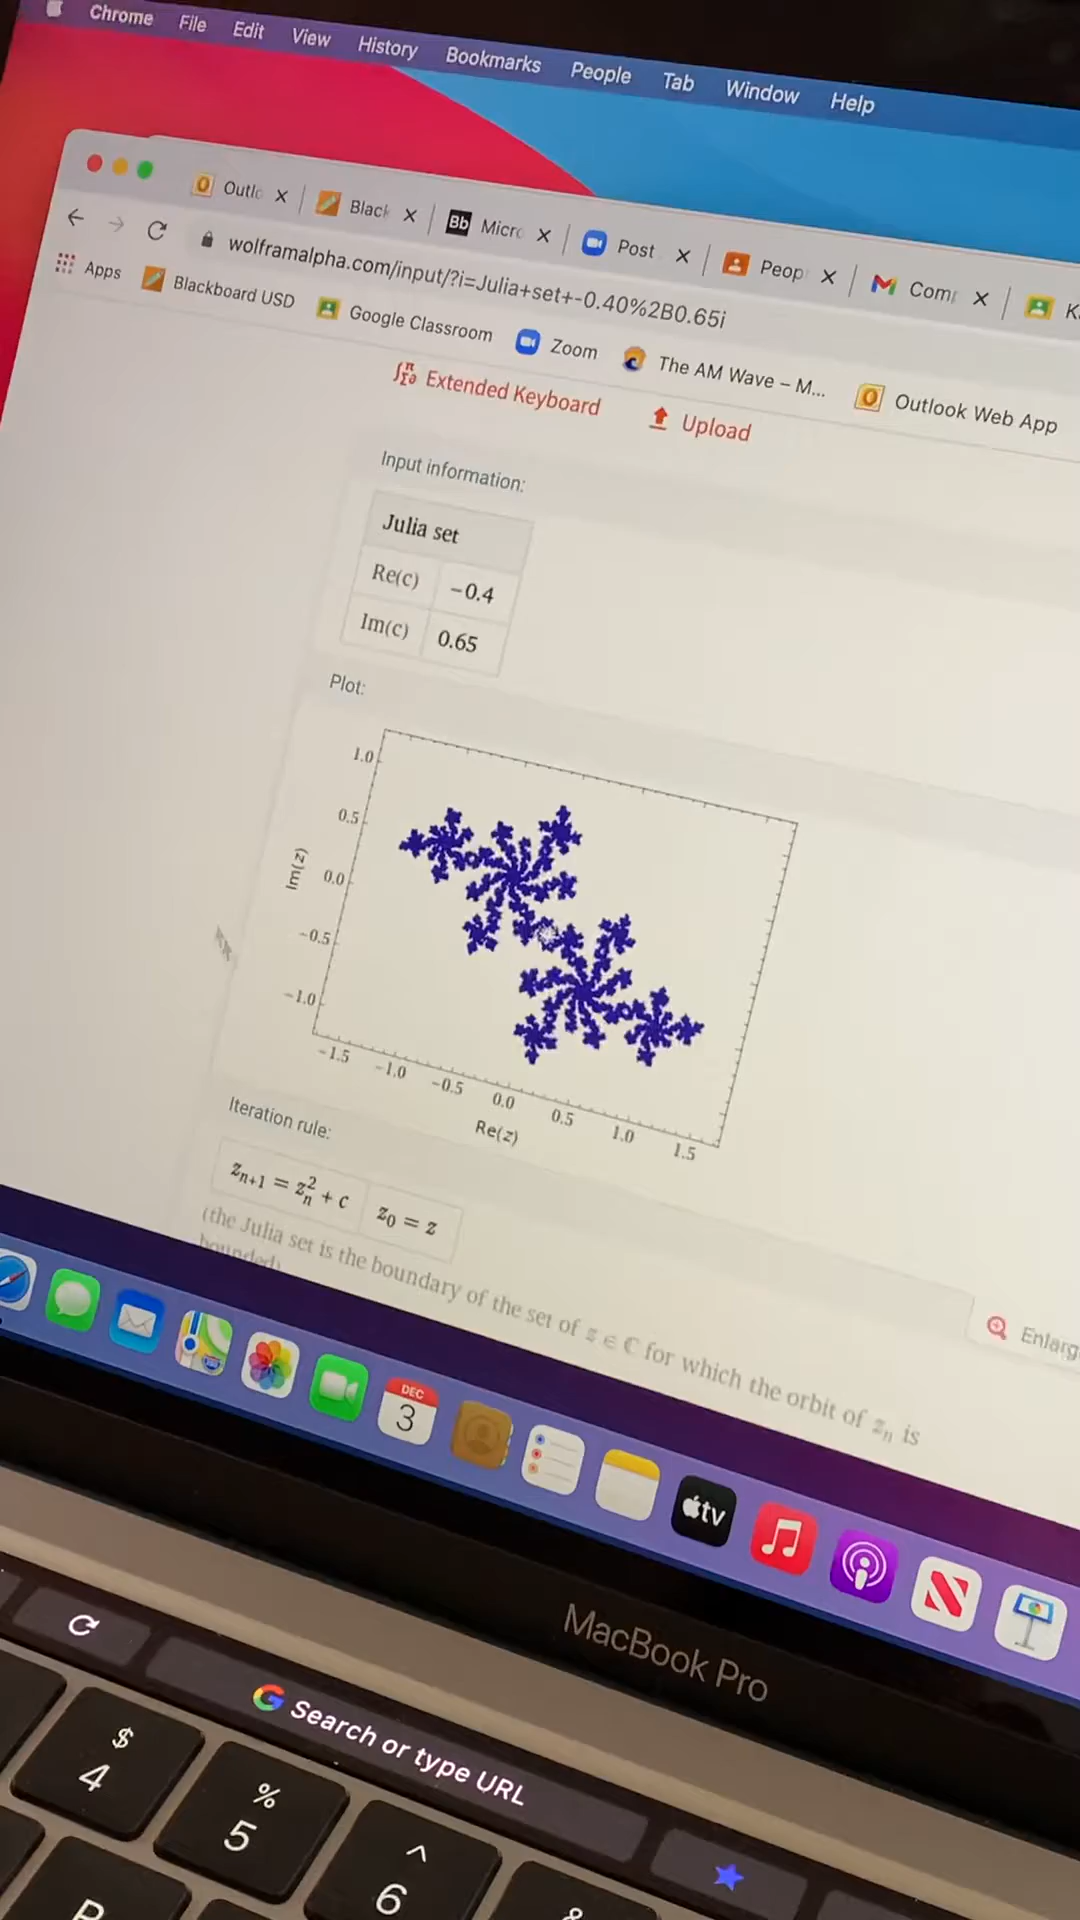 Chrome File Edit View History Bookmarks People Tab Window Help
Outlo Black Bb Micro Post Peop Com K
wolframalpha.com/input/?i=Julia+set+-0.40%2B0.65i
Apps Blackboard USD Google Classroom Zoom The AM Wave – M... Outlook Web App
Extended Keyboard Upload
Input information:
Julia set
Re(c) -0.4
Im(c) 0.65
Plot:
1.0
0.5
0.0
-0.5
-1.0
Im(z)
-1.5 -1.0 -0.5 0.0 0.5 1.0 1.5
Re(z)
Iteration rule:
zₙ₊₁ = zₙ² + c z₀ = z
(the Julia set is the boundary of the set of z ∈ ℂ for which the orbit of zₙ is
bounded)
Enlarg
DEC
3
tv
MacBook Pro
Search or type URL
$
4
%
5
^
6
&
R